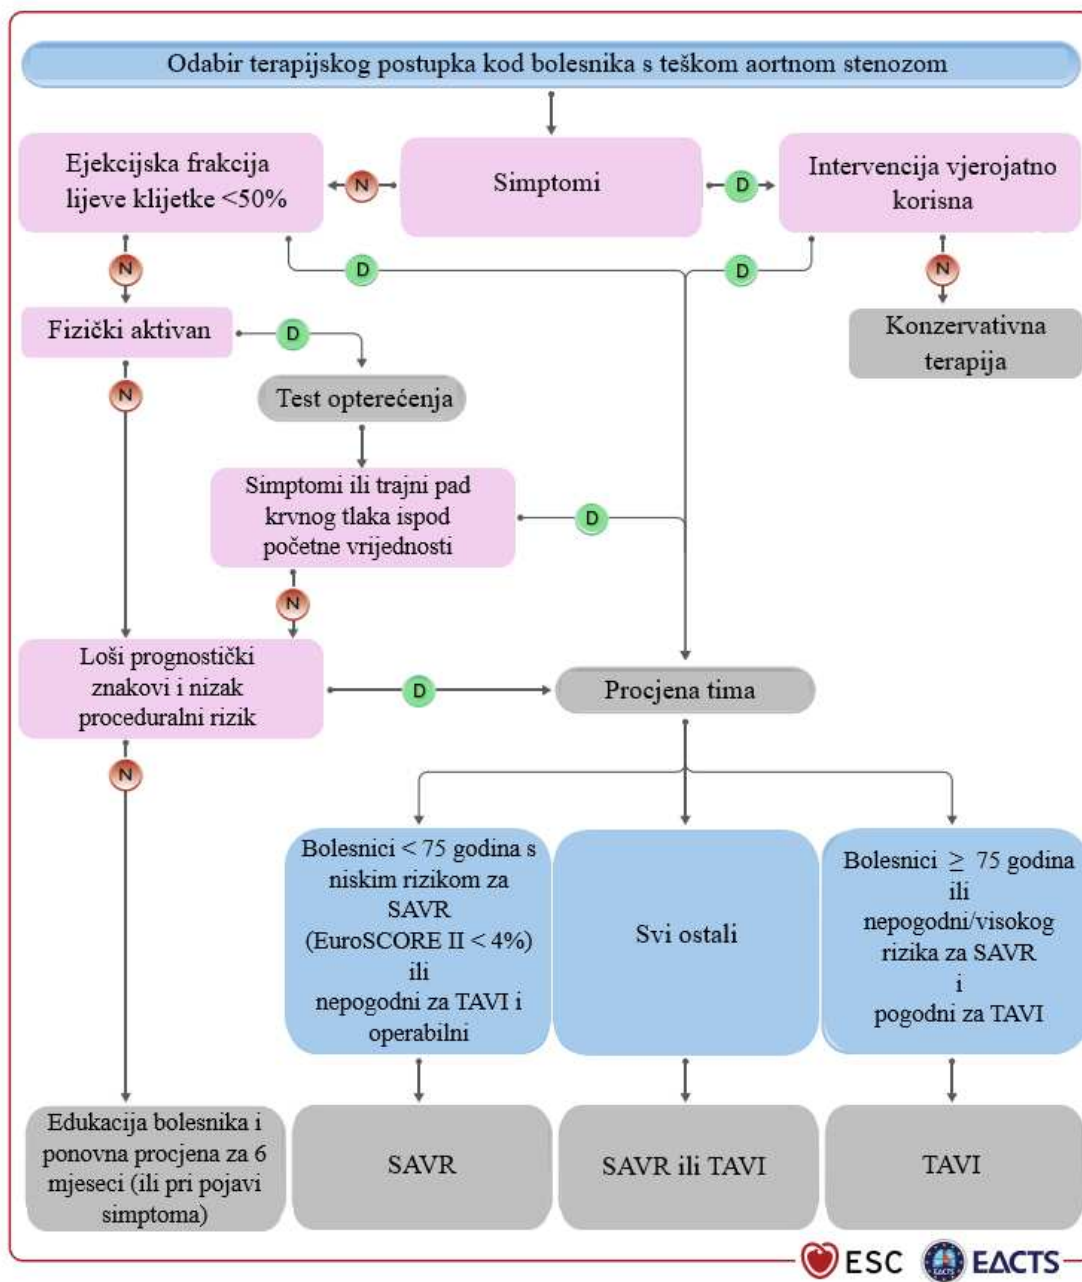 Odabir terapijskog postupka kod bolesnika s teškom aortnom stenozom
Ejekcijska frakcija
lijeve klijetke <50%
N
Simptomi
D
Intervencija vjerojatno
korisna
N
D
D
N
Fizički aktivan
D
Konzervativna
terapija
N
Test opterećenja
Simptomi ili trajni pad
krvnog tlaka ispod
početne vrijednosti
D
N
Loši prognostički
znakovi i nizak
proceduralni rizik
D
Procjena tima
N
Bolesnici < 75 godina s
niskim rizikom za
SAVR
(EuroSCORE II < 4%)
ili
nepogodni za TAVI i
operabilni
Svi ostali
Bolesnici ≥ 75 godina
ili
nepogodni/visokog
rizika za SAVR
i
pogodni za TAVI
Edukacija bolesnika i
ponovna procjena za 6
mjeseci (ili pri pojavi
simptoma)
SAVR
SAVR ili TAVI
TAVI
ESC
EACTS
EACTS